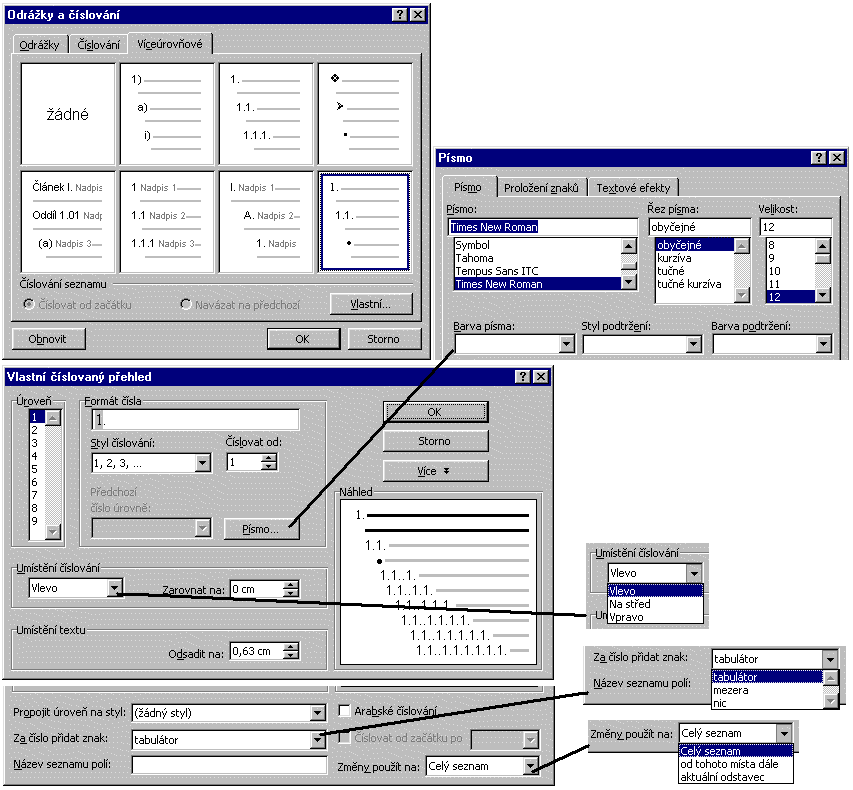 Odrážky a číslování
Odrážky
Číslování
Víceúrovňové
žádné
1)
a)
i)
1.
1.1.
1.1.1.
Článek I. Nadpis
Oddíl 1.01 Nadp
(a) Nadpis 3
1 Nadpis 1
1.1 Nadpis 2
1.1.1 Nadpis 3
I. Nadpis 1
A. Nadpis 2
1. Nadpis
1.
1.1.
Číslování seznamu
Číslovat od začátku
Navázat na předchozí
Vlastní...
Obnovit
OK
Storno
Písmo
Písmo
Proložení znaků
Textové efekty
Písmo:
Řez písma:
Velikost:
Times New Roman
obyčejné
12
Symbol
Tahoma
Tempus Sans ITC
Times New Roman
obyčejné
kurzíva
tučné
tučné kurzíva
8
9
10
11
12
Barva písma:
Styl podtržení:
Barva podtržení:
Vlastní číslovaný přehled
Úroveň
1
2
3
4
5
6
7
8
9
Formát čísla
1.
Styl číslování:
Číslovat od:
1, 2, 3, ...
1
Předchozí
číslo úrovně:
Písmo...
OK
Storno
Více
Náhled
1.
1.1.
1.1..1.
1.1..1.1.
1.1..1.1.1.
1.1..1.1.1.1.
1.1..1.1.1.1.1.
1.1..1.1.1.1.1.1.
Umístění číslování
Vlevo
Zarovnat na:
0 cm
Umístění textu
Odsadit na:
0,63 cm
Umístění číslování
Vlevo
Vlevo
Na střed
Vpravo
Um
Propojit úroveň na styl:
(žádný styl)
Za číslo přidat znak:
tabulátor
Název seznamu polí:
Arabské číslování
Číslovat od začátku po
Změny použít na:
Celý seznam
Za číslo přidat znak:
tabulátor
Název seznamu polí:
tabulátor
mezera
nic
Změny použít na:
Celý seznam
Celý seznam
od tohoto místa dále
aktuální odstavec